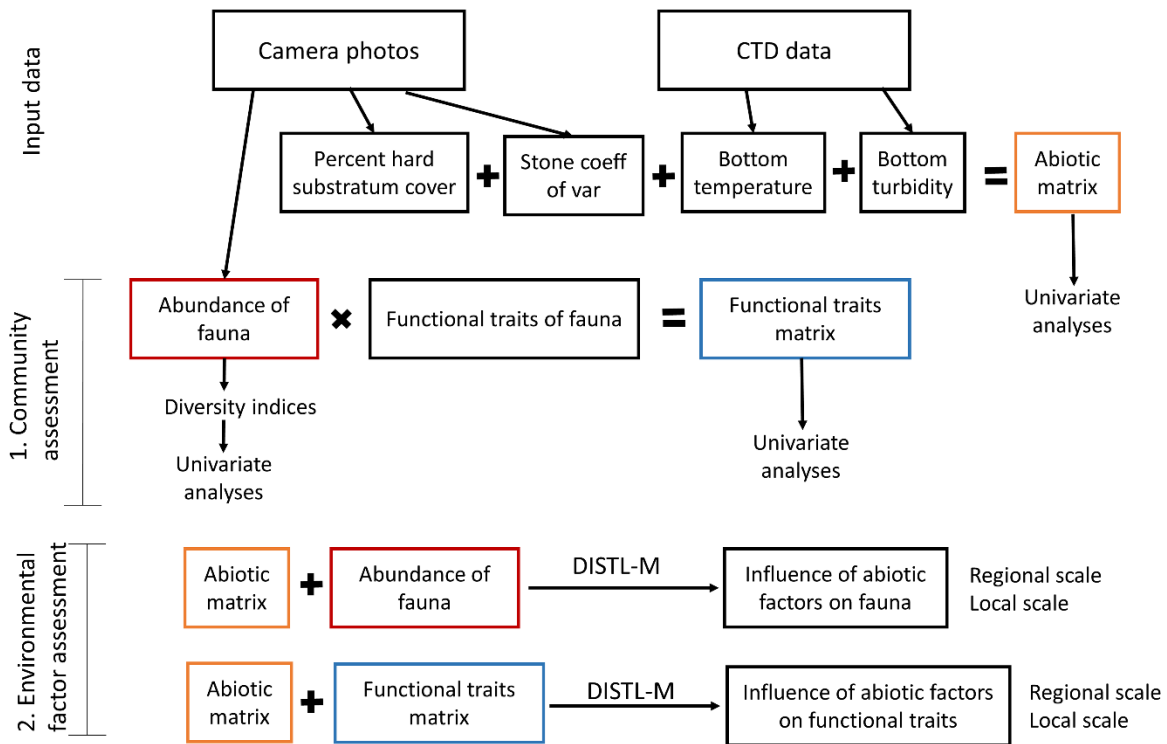 Input data
Camera photos
CTD data
Percent hard
substratum cover
+
Stone coeff
of var
+
Bottom
temperature
+
Bottom
turbidity
=
Abiotic
matrix
Univariate
analyses
1. Community
assessment
Abundance of
fauna
×
Functional traits of fauna
=
Functional traits
matrix
Diversity indices
Univariate
analyses
Univariate
analyses
2. Environmental
factor assessment
Abiotic
matrix
+
Abundance of
fauna
DISTL-M
Influence of abiotic
factors on fauna
Regional scale
Local scale
Abiotic
matrix
+
Functional traits
matrix
DISTL-M
Influence of abiotic factors
on functional traits
Regional scale
Local scale